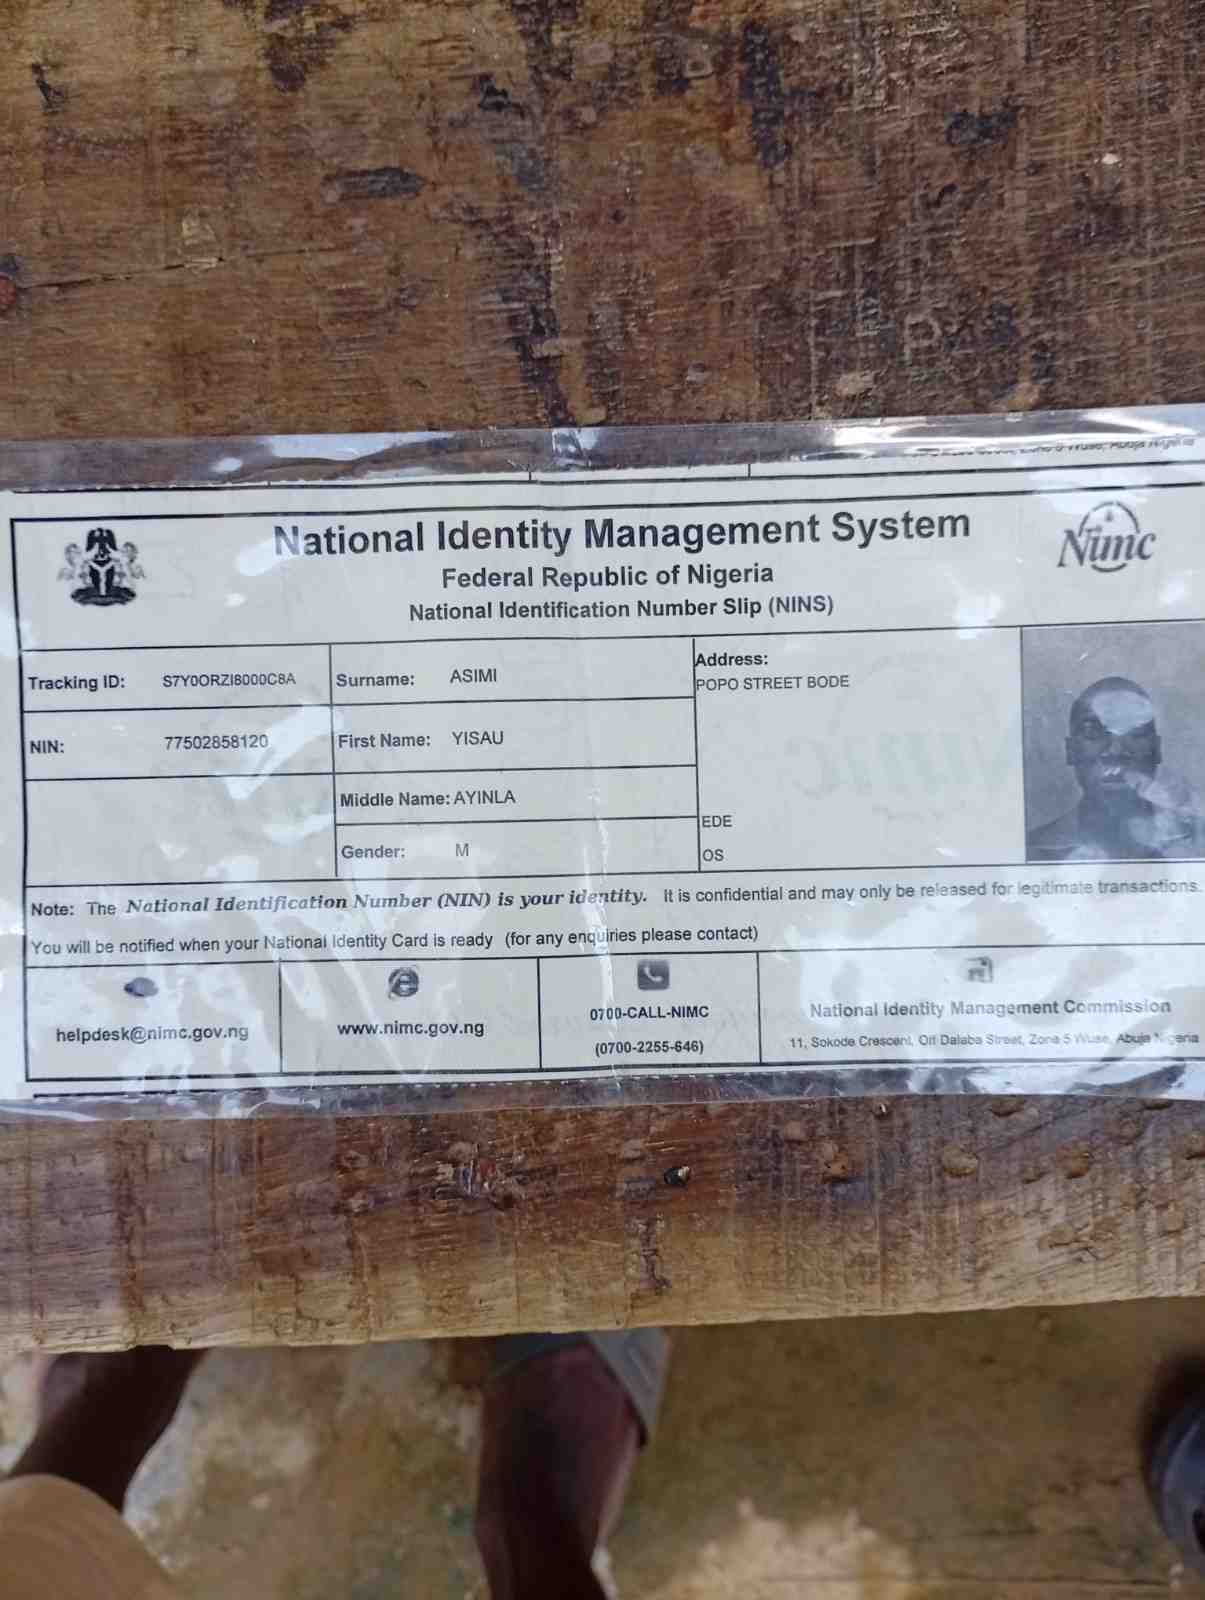 National Identity Management System
Federal Republic of Nigeria
National Identification Number Slip (NINS)
Nimc
Tracking ID: S7Y0ORZI8000C8A
Surname: ASIMI
Address:
POPO STREET BODE
NIN: 77502858120
First Name: YISAU
Middle Name: AYINLA
EDE
Gender: M
OS
Note: The National Identification Number (NIN) is your identity. It is confidential and may only be released for legitimate transactions.
You will be notified when your National Identity Card is ready (for any enquiries please contact)
helpdesk@nimc.gov.ng
www.nimc.gov.ng
0700-CALL-NIMC
(0700-2255-646)
National Identity Management Commission
11, Sokode Crescent, Off Dalaba Street, Zone 5 Wuse, Abuja Nigeria